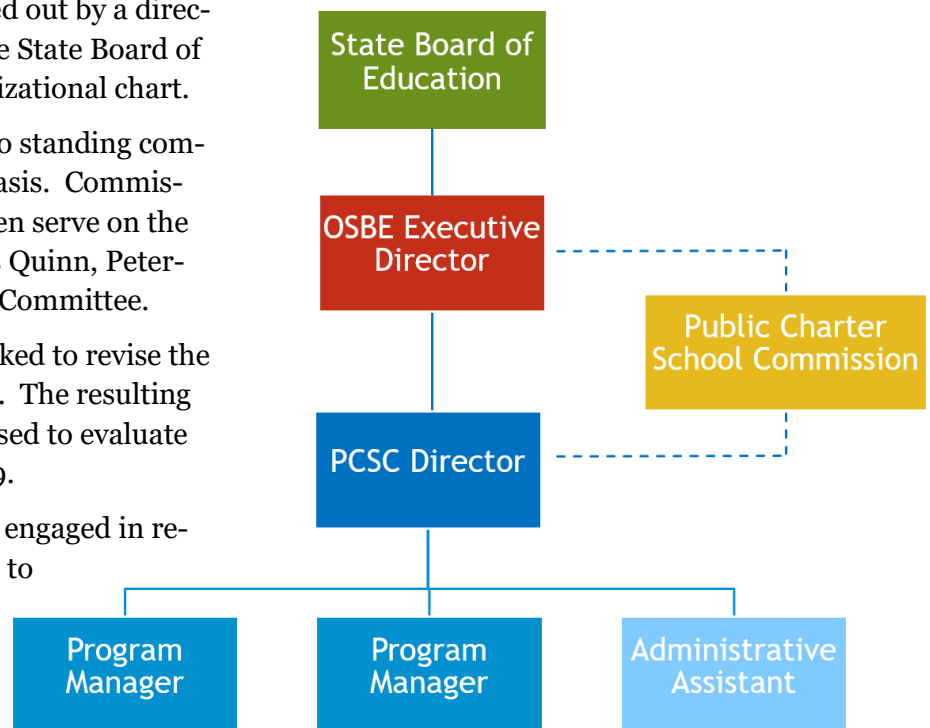 ed out by a direc-
e State Board of
izational chart.
o standing com-
asis. Commis-
en serve on the
Quinn, Peter-
Committee.
ked to revise the
. The resulting
sed to evaluate
9.
engaged in re-
to
State Board of
Education
OSBE Executive
Director
Public Charter
School Commission
PCSC Director
Program
Manager
Program
Manager
Administrative
Assistant